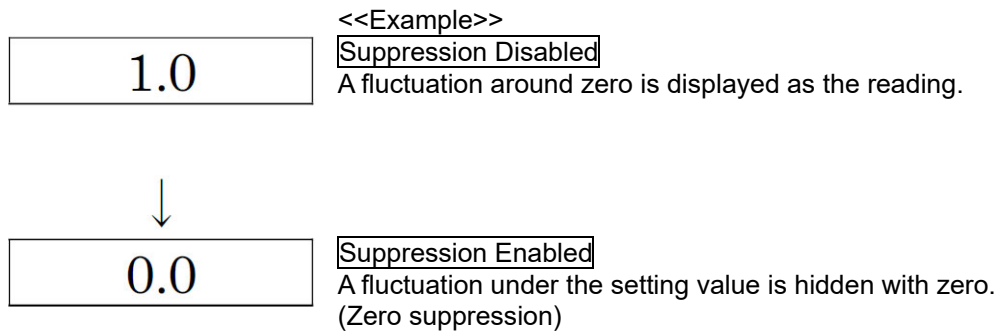 <<Example>>
Suppression Disabled
1.0
A fluctuation around zero is displayed as the reading.
↓
Suppression Enabled
0.0
A fluctuation under the setting value is hidden with zero.
(Zero suppression)